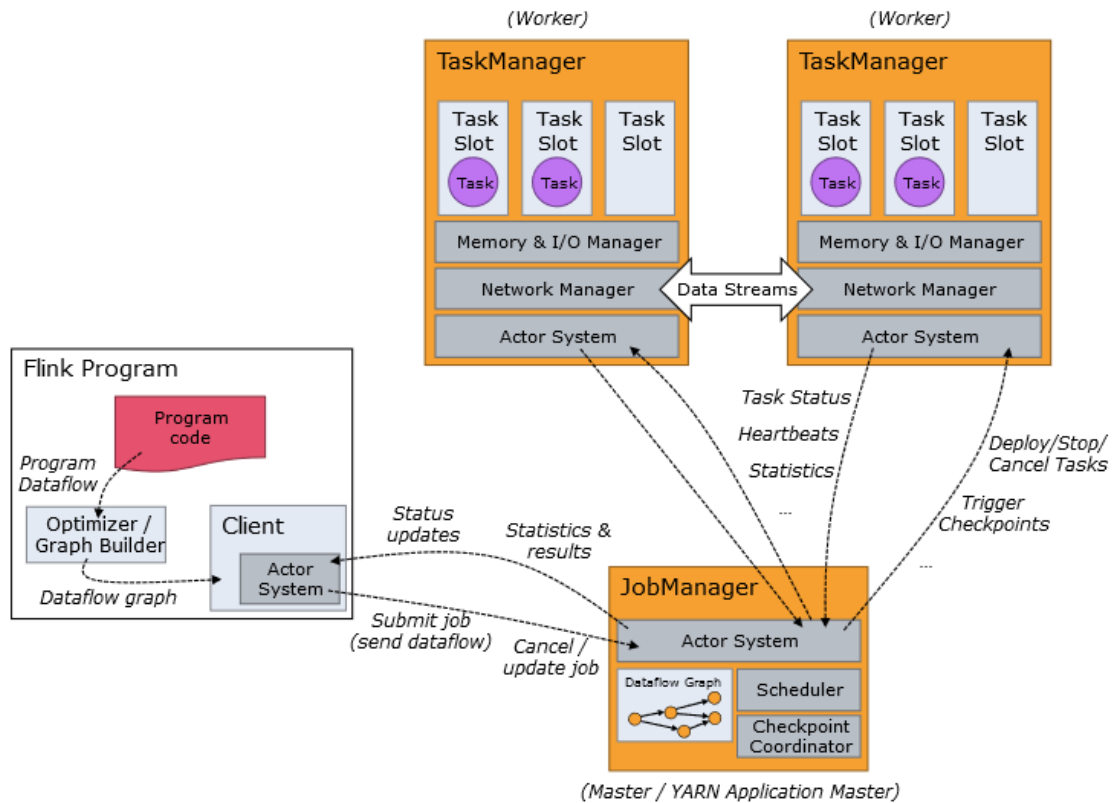 (Worker)
(Worker)
TaskManager
TaskManager
Task
Slot
Task
Task
Slot
Task
Task
Slot
Task
Slot
Task
Task
Slot
Task
Task
Slot
Memory & I/O Manager
Memory & I/O Manager
Network Manager
Data Streams
Network Manager
Actor System
Actor System
Flink Program
Program
code
Program
Dataflow
Optimizer /
Graph Builder
Dataflow graph
Client
Actor
System
Status
updates
Statistics &
results
Submit job
(send dataflow)
Cancel /
update job
Task Status
Heartbeats
Statistics
...
Deploy/Stop/
Cancel Tasks
Trigger
Checkpoints
...
JobManager
Actor System
Dataflow Graph
Scheduler
Checkpoint
Coordinator
(Master / YARN Application Master)